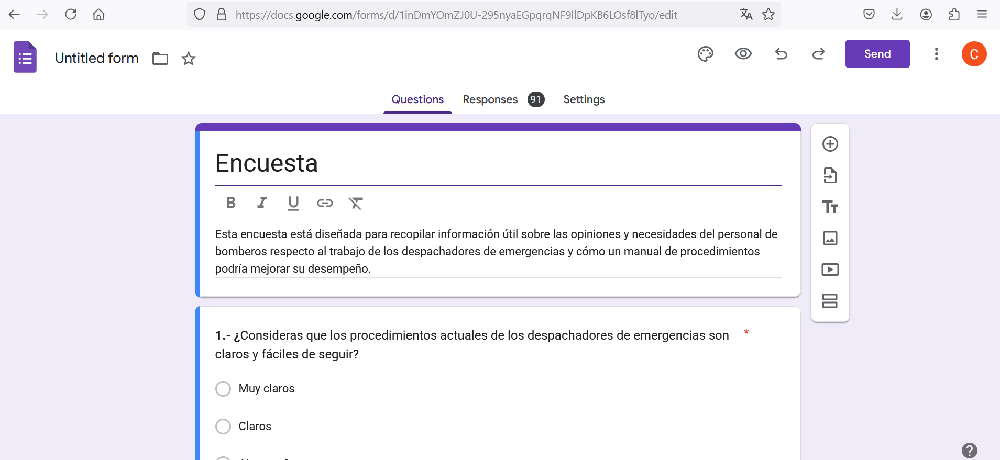 https://docs.google.com/forms/d/1inDmYOmZJ0U-295nyaEGpqrqNF9llDpKB6LOsf8lTyo/edit
Untitled form
Send
C
Questions Responses 91 Settings
Encuesta
B I U
Esta encuesta está diseñada para recopilar información útil sobre las opiniones y necesidades del personal de
bomberos respecto al trabajo de los despachadores de emergencias y cómo un manual de procedimientos
podría mejorar su desempeño.
1.- ¿Consideras que los procedimientos actuales de los despachadores de emergencias son *
claros y fáciles de seguir?
Muy claros
Claros